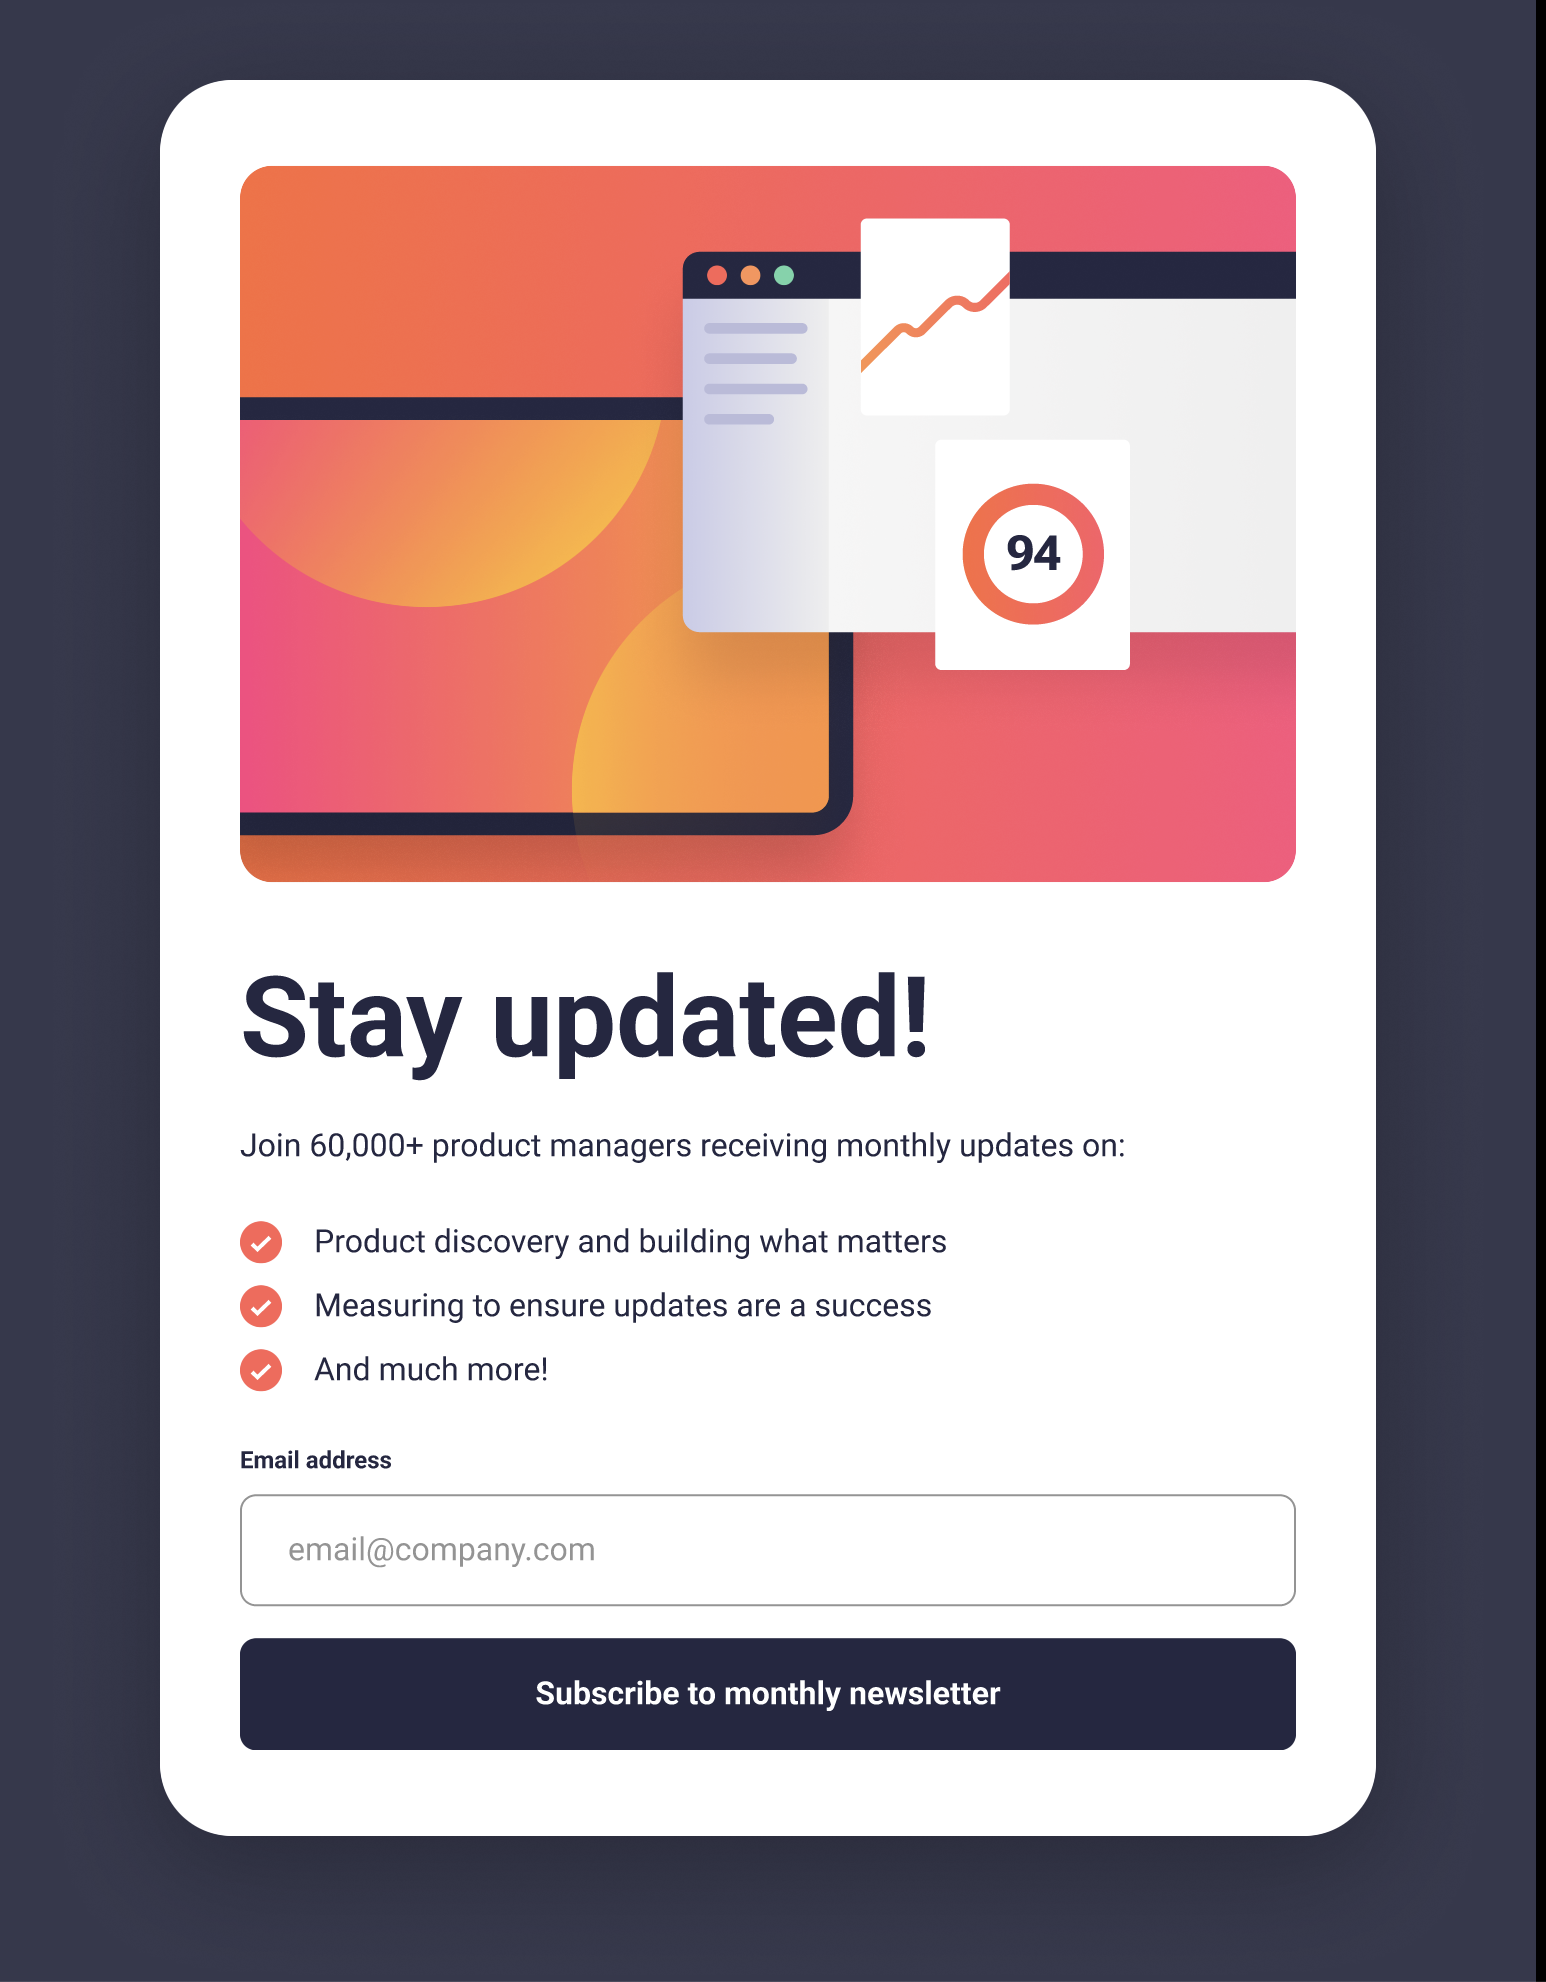 94
Stay updated!
Join 60,000+ product managers receiving monthly updates on:
Product discovery and building what matters
Measuring to ensure updates are a success
And much more!
Email address
email@company.com
Subscribe to monthly newsletter